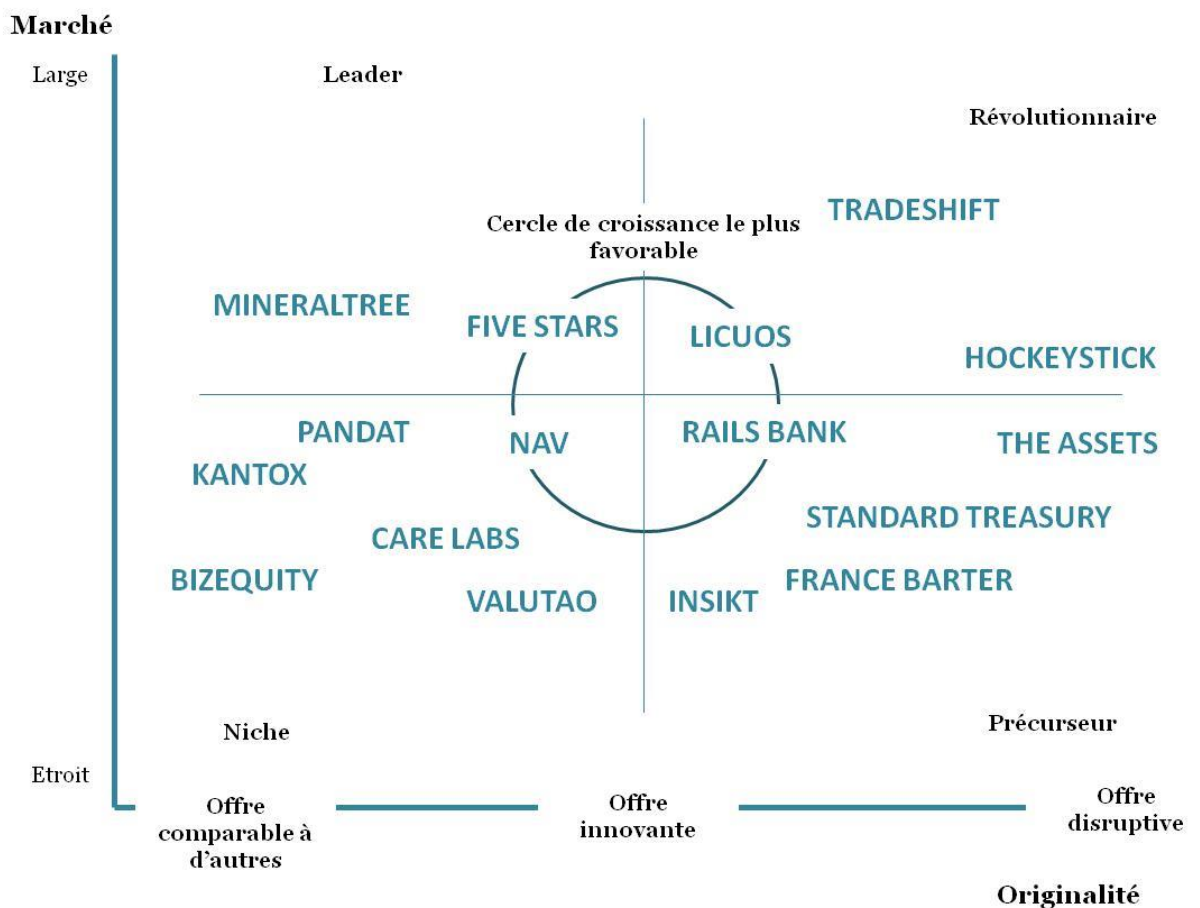 Marché
Large
Leader
Révolutionnaire
TRADESHIFT
Cercle de croissance le plus
favorable
MINERALTREE
FIVE STARS
LICUOS
HOCKEYSTICK
PANDAT
NAV
RAILS BANK
THE ASSETS
KANTOX
STANDARD TREASURY
CARE LABS
BIZEQUITY
VALUTAO
INSIKT
FRANCE BARTER
Niche
Précurseur
Etroit
Offre
comparable à
d'autres
Offre
innovante
Offre
disruptive
Originalité